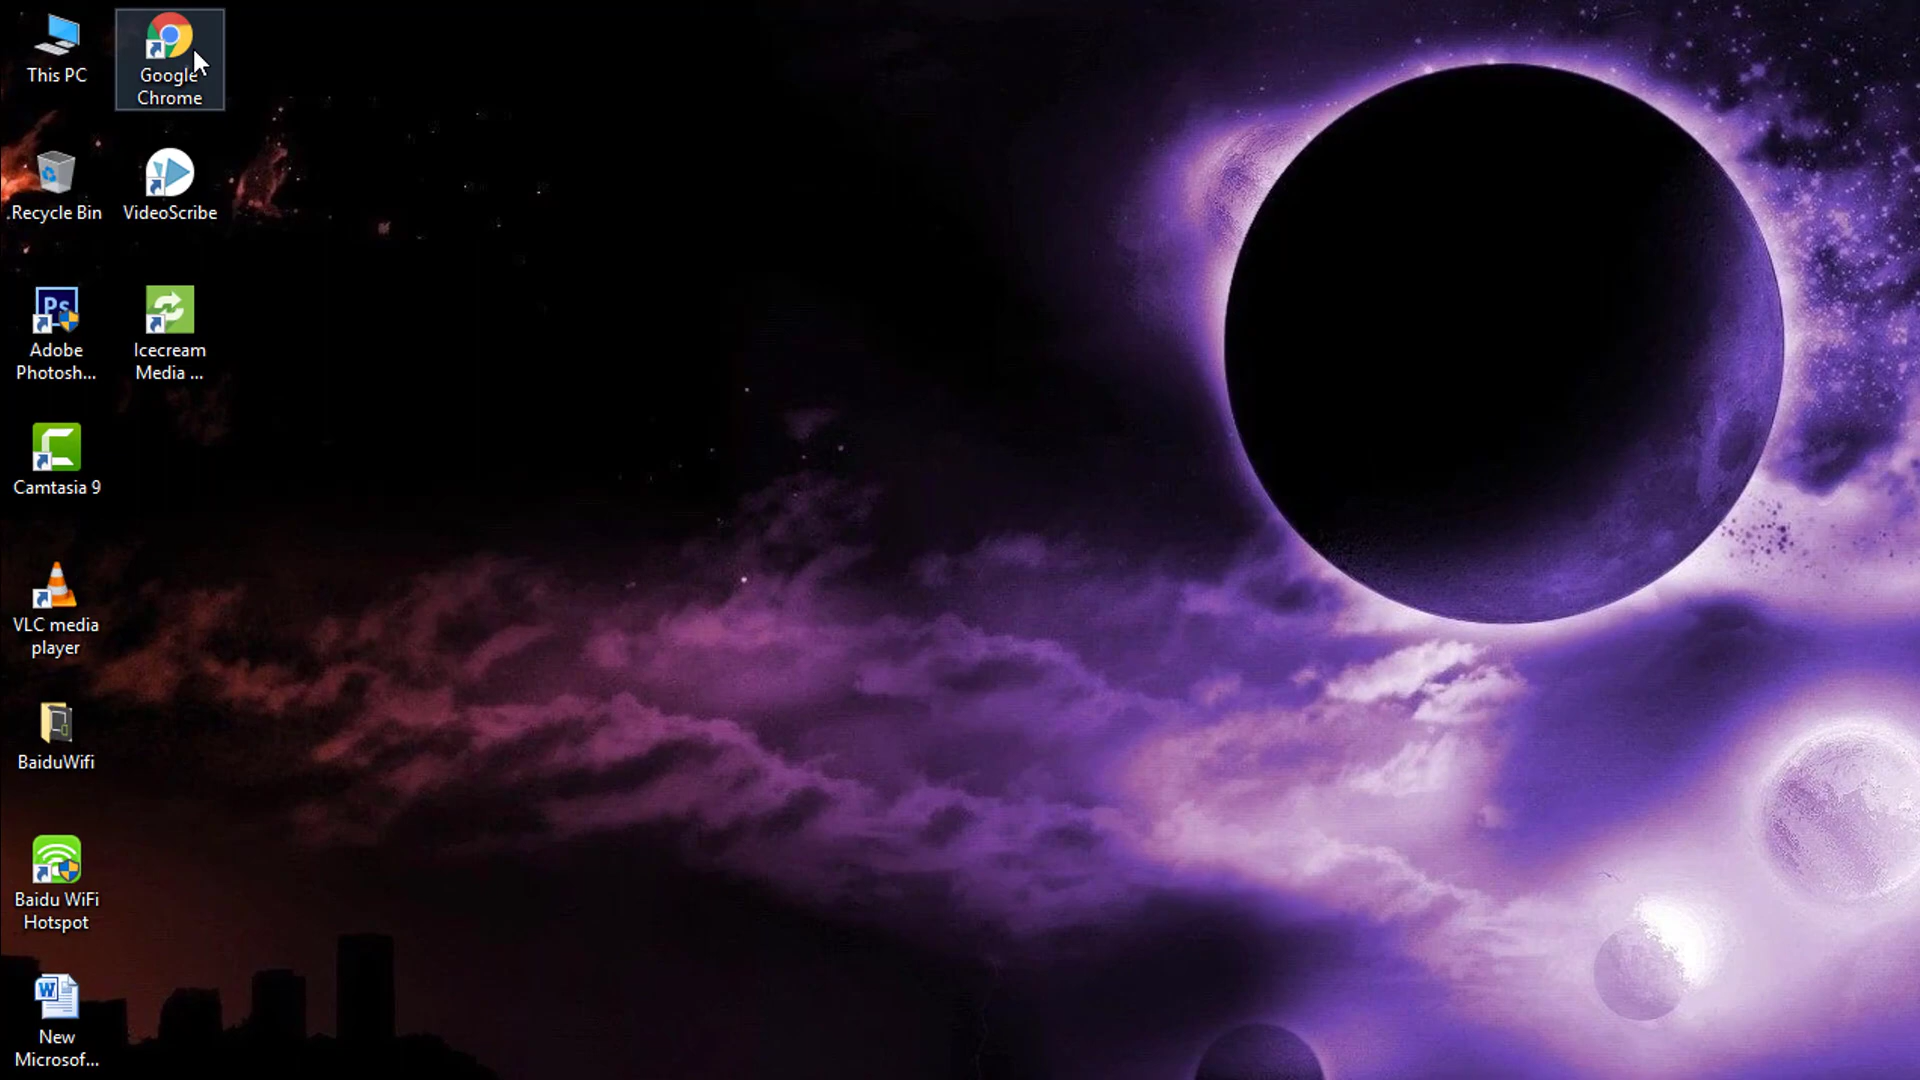 This PC
Google
Chrome
Recycle Bin
VideoScribe
Ps
Adobe
Photosh...
Icecream
Media ...
Camtasia 9
VLC media
player
BaiduWifi
Baidu WiFi
Hotspot
W
New
Microsof...